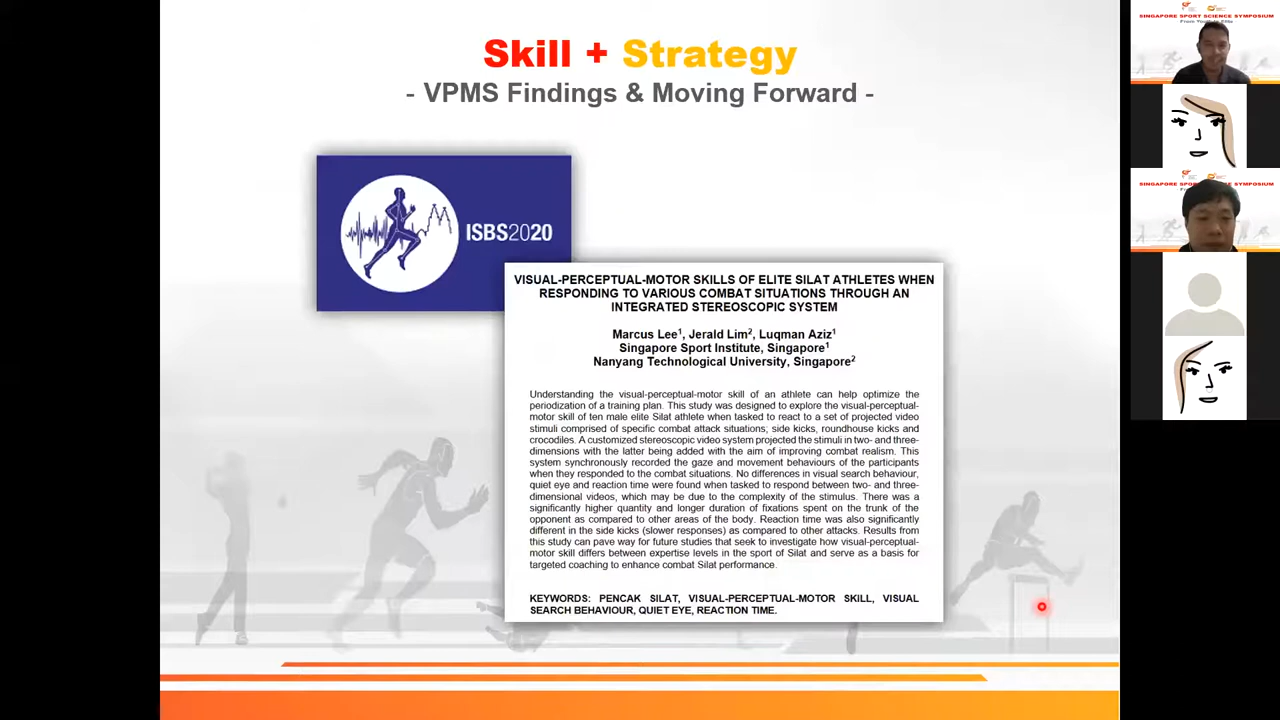 Skill + Strategy
- VPMS Findings & Moving Forward -
ISBS2020
VISUAL-PERCEPTUAL-MOTOR SKILLS OF ELITE SILAT ATHLETES WHEN
RESPONDING TO VARIOUS COMBAT SITUATIONS THROUGH AN
INTEGRATED STEREOSCOPIC SYSTEM
Marcus Lee¹, Jerald Lim², Luqman Aziz¹
Singapore Sport Institute, Singapore¹
Nanyang Technological University, Singapore²
Understanding the visual-perceptual-motor skill of an athlete can help optimize the
periodization of a training plan. This study was designed to explore the visual-perceptual-
motor skill of ten male elite Silat athlete when tasked to react to a set of projected video
stimuli comprised of specific combat attack situations; side kicks, roundhouse kicks and
crocodiles. A customized stereoscopic video system projected the stimuli in two- and three-
dimensions with the latter being added with the aim of improving combat realism. This
system synchronously recorded the gaze and movement behaviours of the participants
when they responded to the combat situations. No differences in visual search behaviour,
quiet eye and reaction time were found when tasked to respond between two- and three-
dimensional videos, which may be due to the complexity of the stimulus. There was a
significantly higher quantity and longer duration of fixations spent on the trunk of the
opponent as compared to other areas of the body. Reaction time was also significantly
different in the side kicks (slower responses) as compared to other attacks. Results from
this study can pave way for future studies that seek to investigate how visual-perceptual-
motor skill differs between expertise levels in the sport of Silat and serve as a basis for
targeted coaching to enhance combat Silat performance.
KEYWORDS: PENCAK SILAT, VISUAL-PERCEPTUAL-MOTOR SKILL, VISUAL
SEARCH BEHAVIOUR, QUIET EYE, REACTION TIME.
SINGAPORE SPORT SCIENCE SYMPOSIUM
SINGAPORE SPORT SCIENCE SYMPOSIUM